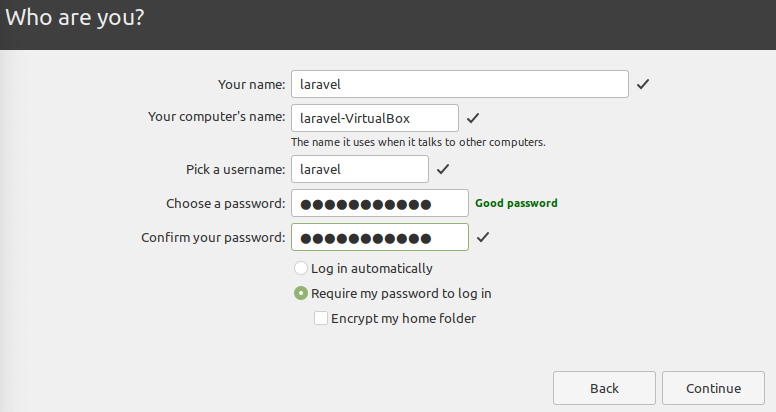 Who are you?
Your name: laravel
Your computer's name: laravel-VirtualBox
The name it uses when it talks to other computers.
Pick a username: laravel
Choose a password: ●●●●●●●●●●● Good password
Confirm your password: ●●●●●●●●●●●
Log in automatically
Require my password to log in
Encrypt my home folder
Back Continue